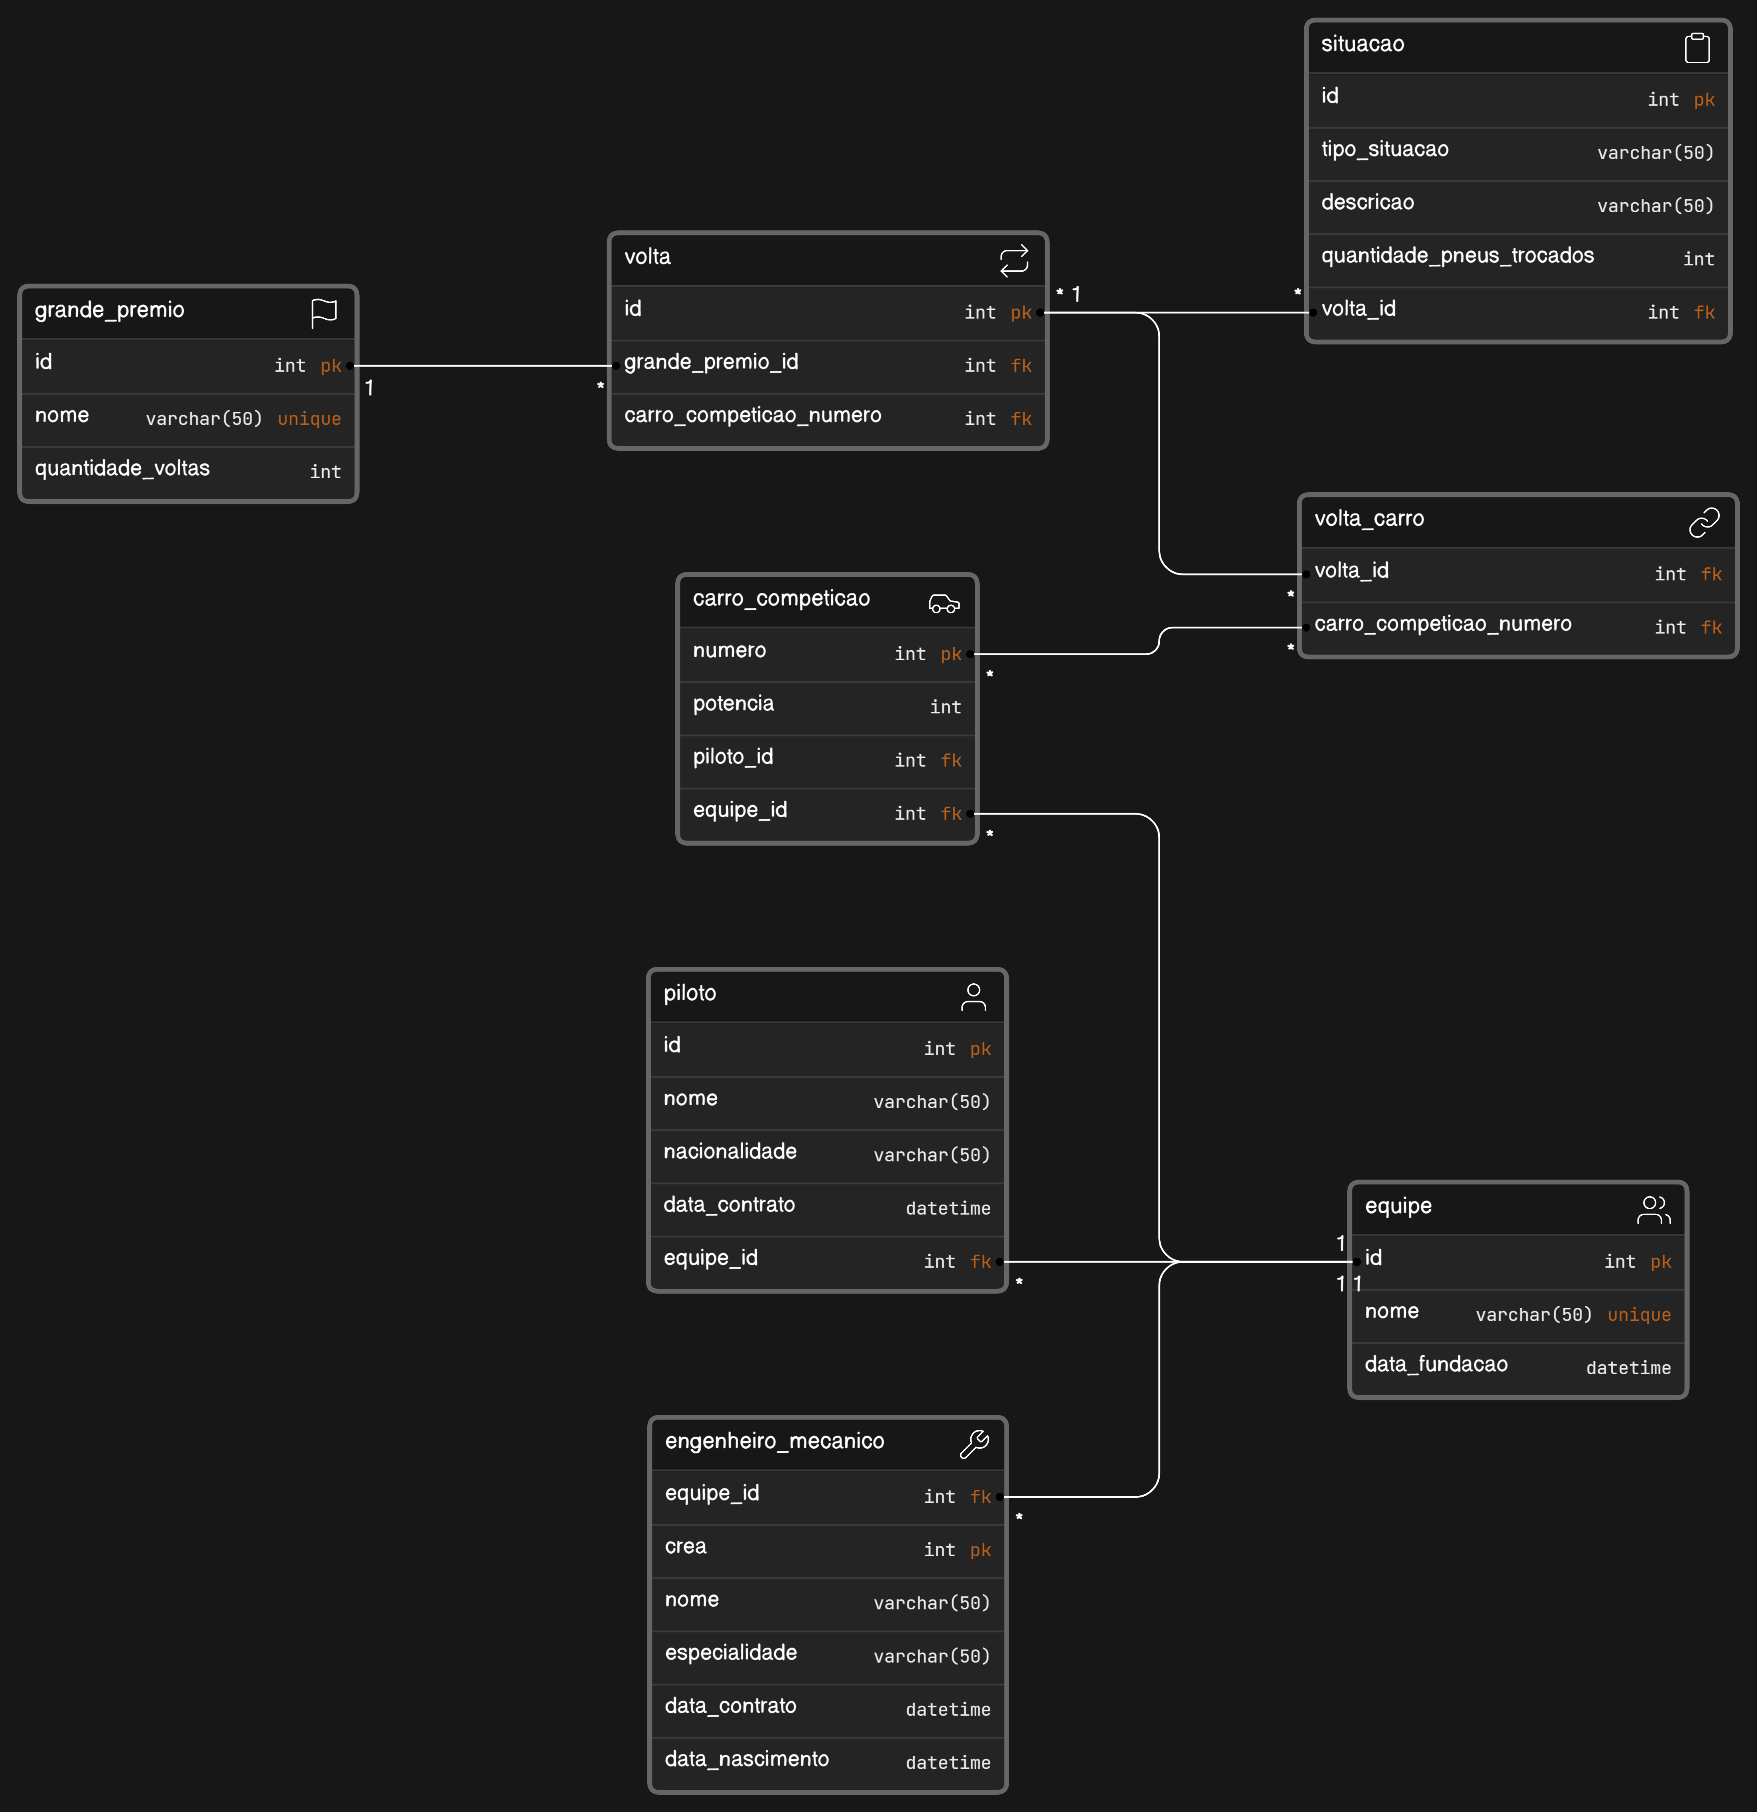 situacao
id int pk
tipo_situacao varchar(50)
descricao varchar(50)
quantidade_pneus_trocados int
* volta_id int fk
volta
id int pk * 1
grande_premio_id int fk
*
carro_competicao_numero int fk
grande_premio
id int pk
1
nome varchar(50) unique
quantidade_voltas int
volta_carro
volta_id int fk
*
carro_competicao_numero int fk
*
carro_competicao
numero int pk
*
potencia int
piloto_id int fk
equipe_id int fk
*
piloto
id int pk
nome varchar(50)
nacionalidade varchar(50)
data_contrato datetime
equipe_id int fk
*
equipe
1
id int pk
1 1
nome varchar(50) unique
data_fundacao datetime
engenheiro_mecanico
equipe_id int fk
*
crea int pk
nome varchar(50)
especialidade varchar(50)
data_contrato datetime
data_nascimento datetime